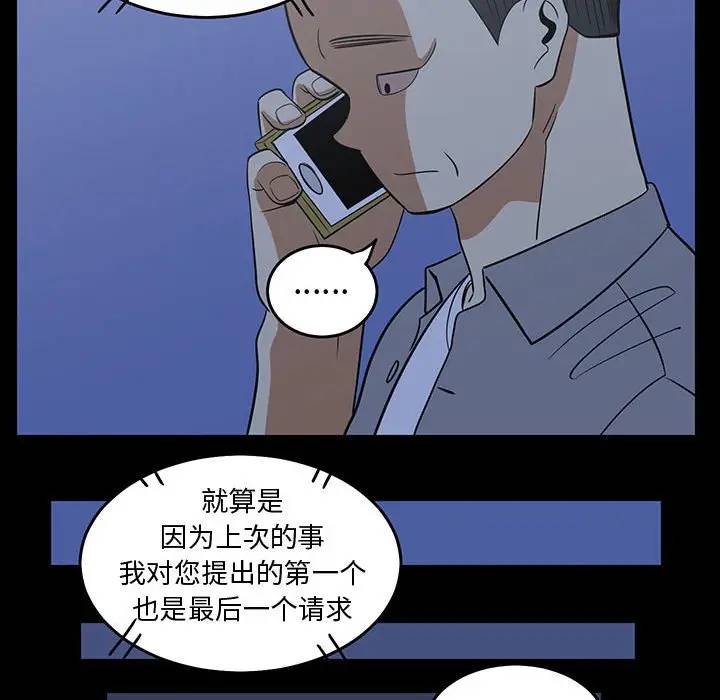 ……
就算是
因为上次的事
我对您提出的第一个
也是最后一个请求